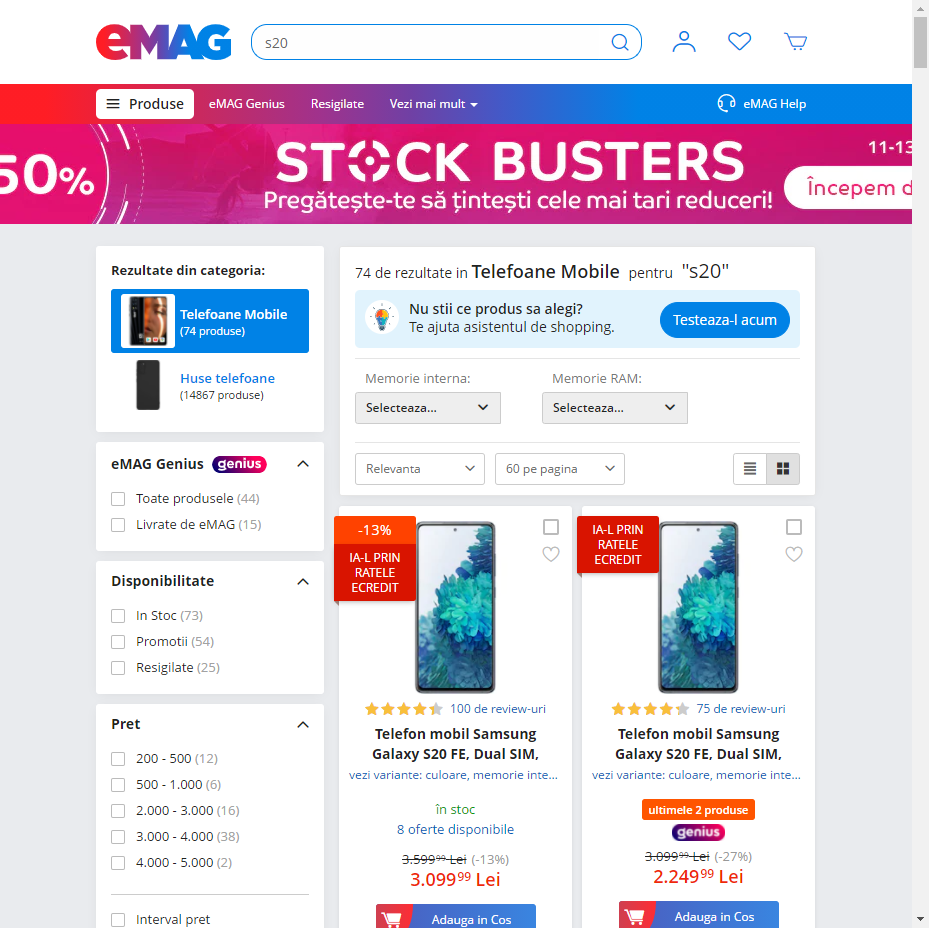 eMAG
s20
Produse
eMAG Genius
Resigilate
Vezi mai mult
eMAG Help
50%
STOCK BUSTERS
Pregătește-te să țintești cele mai tari reduceri!
11-13
Începem d
Rezultate din categoria:
Telefoane Mobile
(74 produse)
Huse telefoane
(14867 produse)
eMAG Genius genius
Toate produsele (44)
Livrate de eMAG (15)
Disponibilitate
In Stoc (73)
Promotii (54)
Resigilate (25)
Pret
200 - 500 (12)
500 - 1.000 (6)
2.000 - 3.000 (16)
3.000 - 4.000 (38)
4.000 - 5.000 (2)
Interval pret
74 de rezultate in Telefoane Mobile pentru "s20"
Nu stii ce produs sa alegi?
Te ajuta asistentul de shopping.
Testeaza-l acum
Memorie interna:
Selecteaza...
Memorie RAM:
Selecteaza...
Relevanta
60 pe pagina
-13%
IA-L PRIN
RATELE
ECREDIT
100 de review-uri
Telefon mobil Samsung
Galaxy S20 FE, Dual SIM,
vezi variante: culoare, memorie inte...
în stoc
8 oferte disponibile
3.599⁹⁹ Lei (-13%)
3.099⁹⁹ Lei
Adauga in Cos
IA-L PRIN
RATELE
ECREDIT
75 de review-uri
Telefon mobil Samsung
Galaxy S20 FE, Dual SIM,
vezi variante: culoare, memorie inte...
ultimele 2 produse
genius
3.099⁹⁹ Lei (-27%)
2.249⁹⁹ Lei
Adauga in Cos